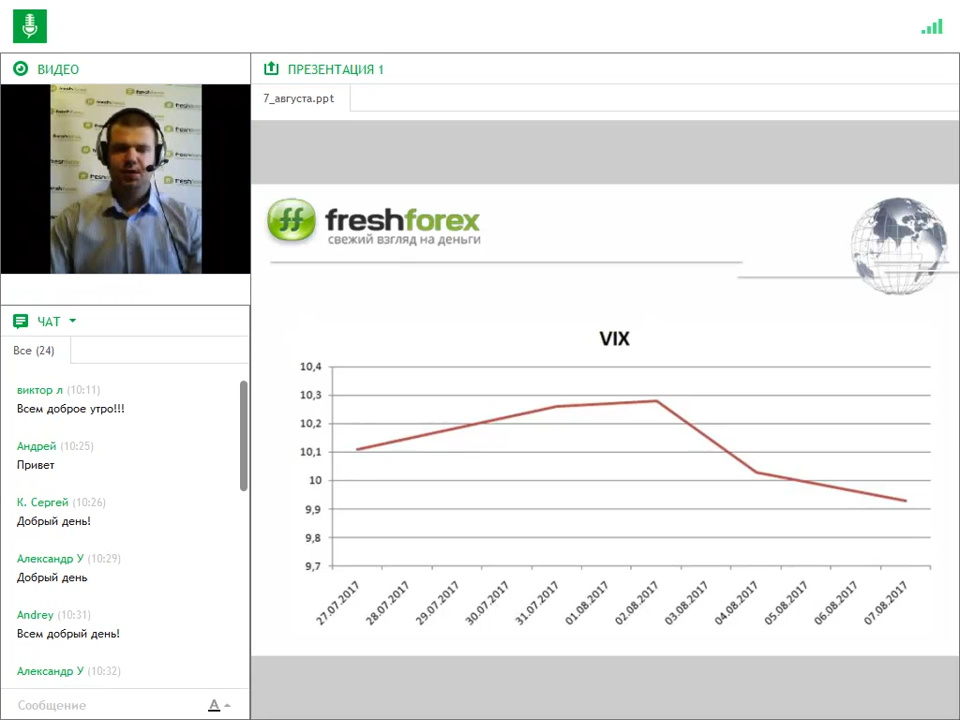 ВИДЕО
freshforex
ЧАТ
Все (24)
виктор л (10:11)
Всем доброе утро!!!
Андрей (10:25)
Привет
К. Сергей (10:26)
Добрый день!
Александр У (10:29)
Добрый день
Andrey (10:31)
Всем добрый день!
Александр У (10:32)
Сообщение
A
ПРЕЗЕНТАЦИЯ 1
7_августа.ppt
ff freshforex
свежий взгляд на деньги
VIX
10,4
10,3
10,2
10,1
10
9,9
9,8
9,7
27.07.2017
28.07.2017
29.07.2017
30.07.2017
31.07.2017
01.08.2017
02.08.2017
03.08.2017
04.08.2017
05.08.2017
06.08.2017
07.08.2017